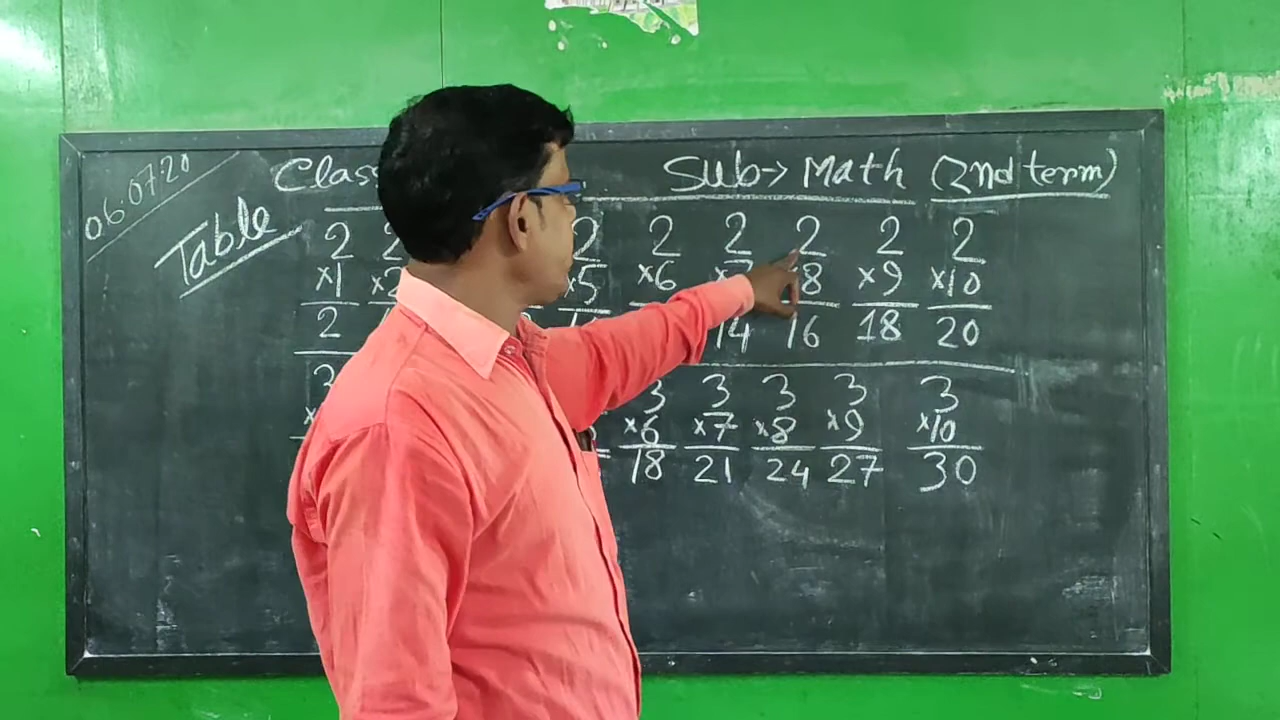 06.07.20
Class Sub→ Math (2nd term)
Table
2 2 2 2 2 2 2 2
×1 ×2 ×5 ×6 ×7 8 ×9 ×10
2 14 16 18 20
3 3 3 3 3 3
×6 ×7 ×8 ×9 ×10
18 21 24 27 30